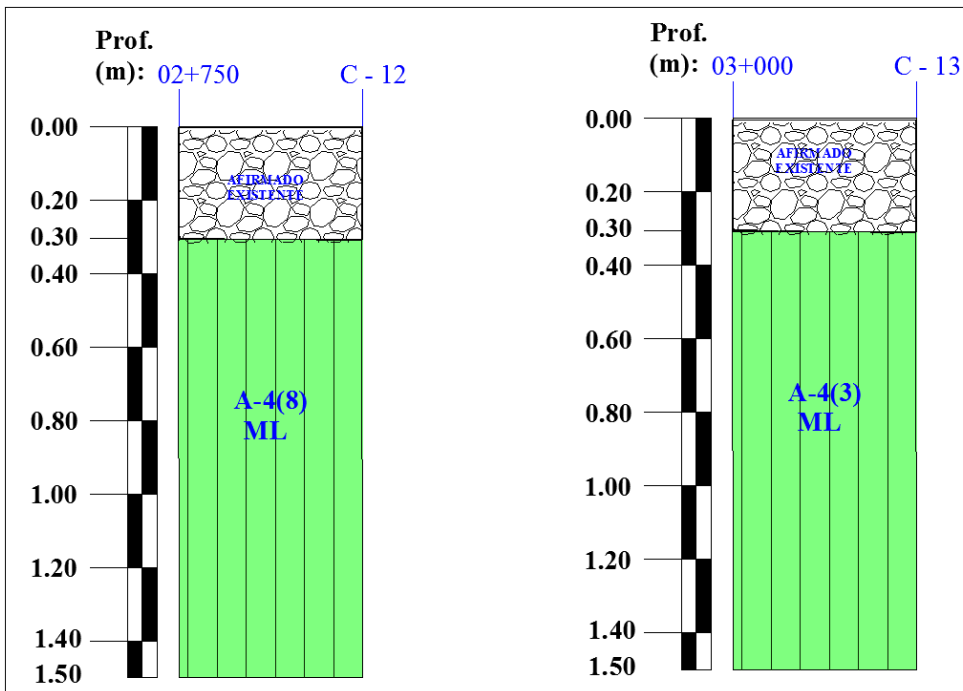 Prof.
(m): 02+750 C - 12
0.00
AFIRMADO
EXISTENTE
0.20
0.30
0.40
0.60
A-4(8)
ML
0.80
1.00
1.20
1.40
1.50
Prof.
(m): 03+000 C - 13
0.00
AFIRMADO
EXISTENTE
0.20
0.30
0.40
0.60
A-4(3)
ML
0.80
1.00
1.20
1.40
1.50